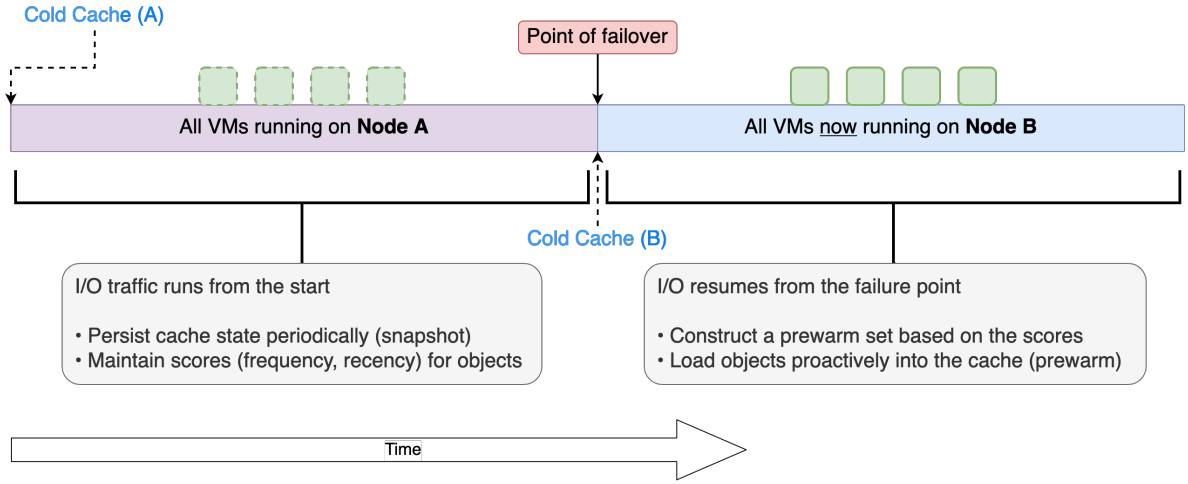 Cold Cache (A)
Point of failover
All VMs running on Node A
All VMs now running on Node B
Cold Cache (B)
I/O traffic runs from the start
• Persist cache state periodically (snapshot)
• Maintain scores (frequency, recency) for objects
I/O resumes from the failure point
• Construct a prewarm set based on the scores
• Load objects proactively into the cache (prewarm)
Time